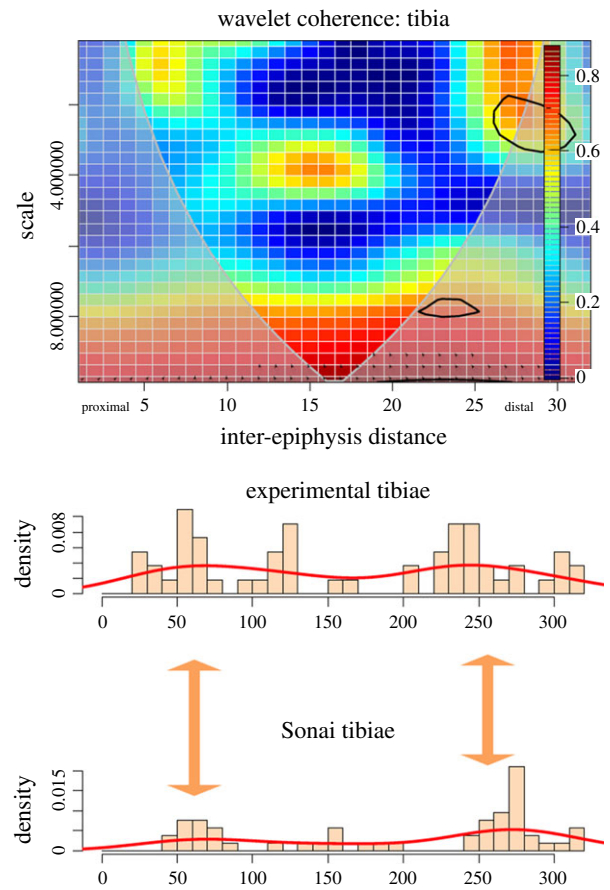 wavelet coherence: tibia
scale
4.000000
8.000000
0.8
0.6
0.4
0.2
0
proximal 5 10 15 20 25 distal 30
inter-epiphysis distance
experimental tibiae
density
0.008
0
0 50 100 150 200 250 300
Sonai tibiae
density
0.015
0
0 50 100 150 200 250 300